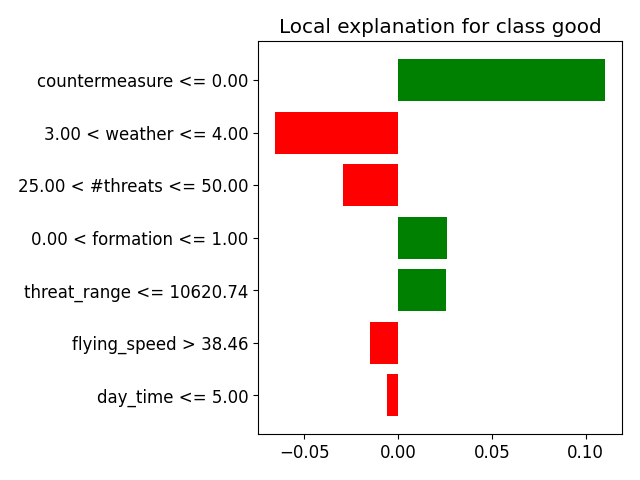 Local explanation for class good
countermeasure <= 0.00
3.00 < weather <= 4.00
25.00 < #threats <= 50.00
0.00 < formation <= 1.00
threat_range <= 10620.74
flying_speed > 38.46
day_time <= 5.00
−0.05 0.00 0.05 0.10